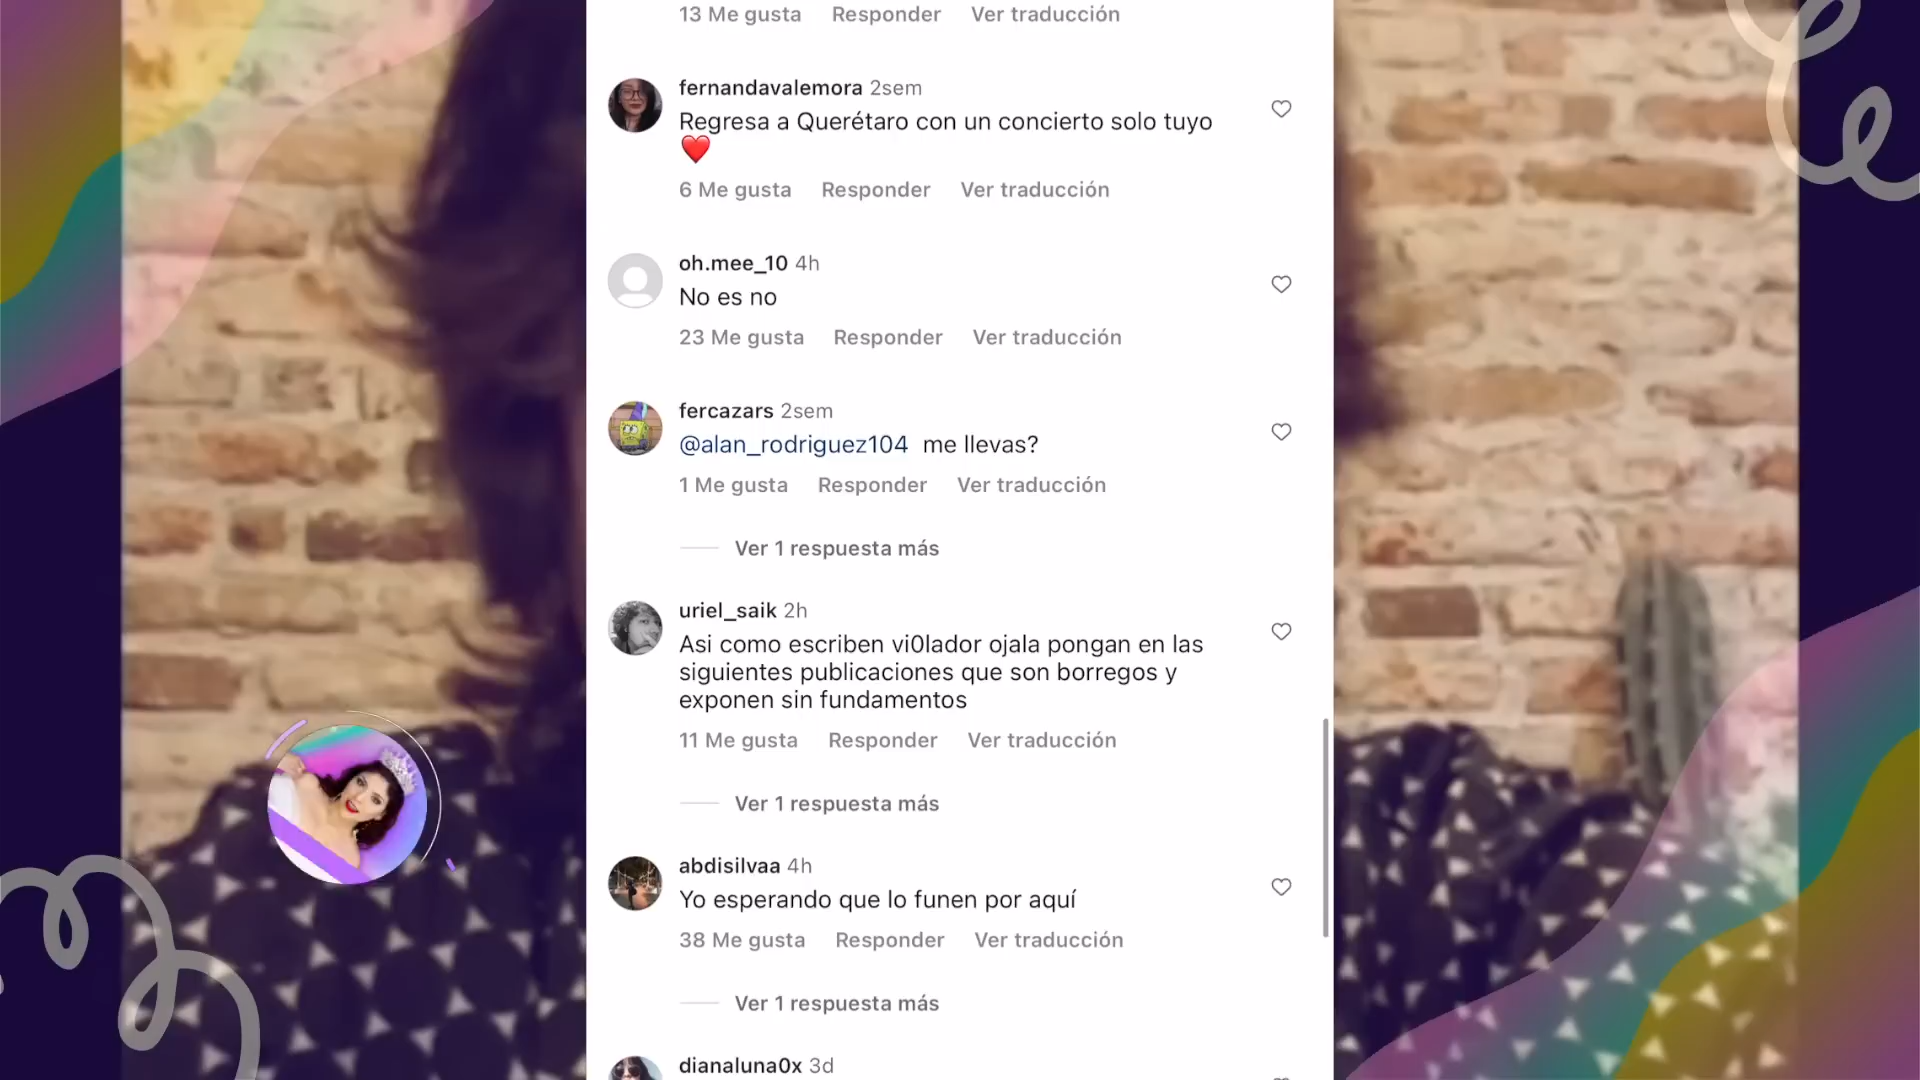 13 Me gusta Responder Ver traducción
fernandavalemora 2sem
Regresa a Querétaro con un concierto solo tuyo
❤️
6 Me gusta Responder Ver traducción
oh.mee_10 4h
No es no
23 Me gusta Responder Ver traducción
fercazars 2sem
@alan_rodriguez104 me llevas?
1 Me gusta Responder Ver traducción
Ver 1 respuesta más
uriel_saik 2h
Asi como escriben vi0lador ojala pongan en las
siguientes publicaciones que son borregos y
exponen sin fundamentos
11 Me gusta Responder Ver traducción
Ver 1 respuesta más
abdisilvaa 4h
Yo esperando que lo funen por aquí
38 Me gusta Responder Ver traducción
Ver 1 respuesta más
dianaluna0x 3d